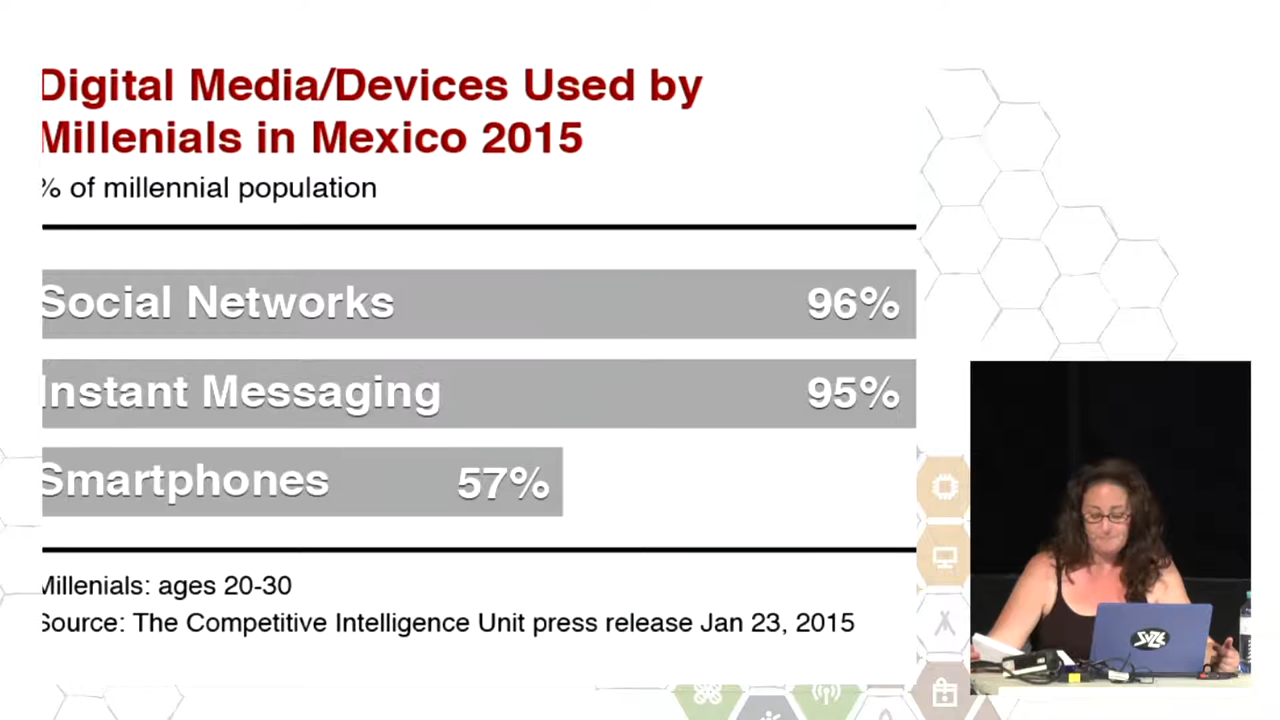 Digital Media/Devices Used by
Millenials in Mexico 2015
% of millennial population
Social Networks 96%
Instant Messaging 95%
Smartphones 57%
Millenials: ages 20-30
Source: The Competitive Intelligence Unit press release Jan 23, 2015